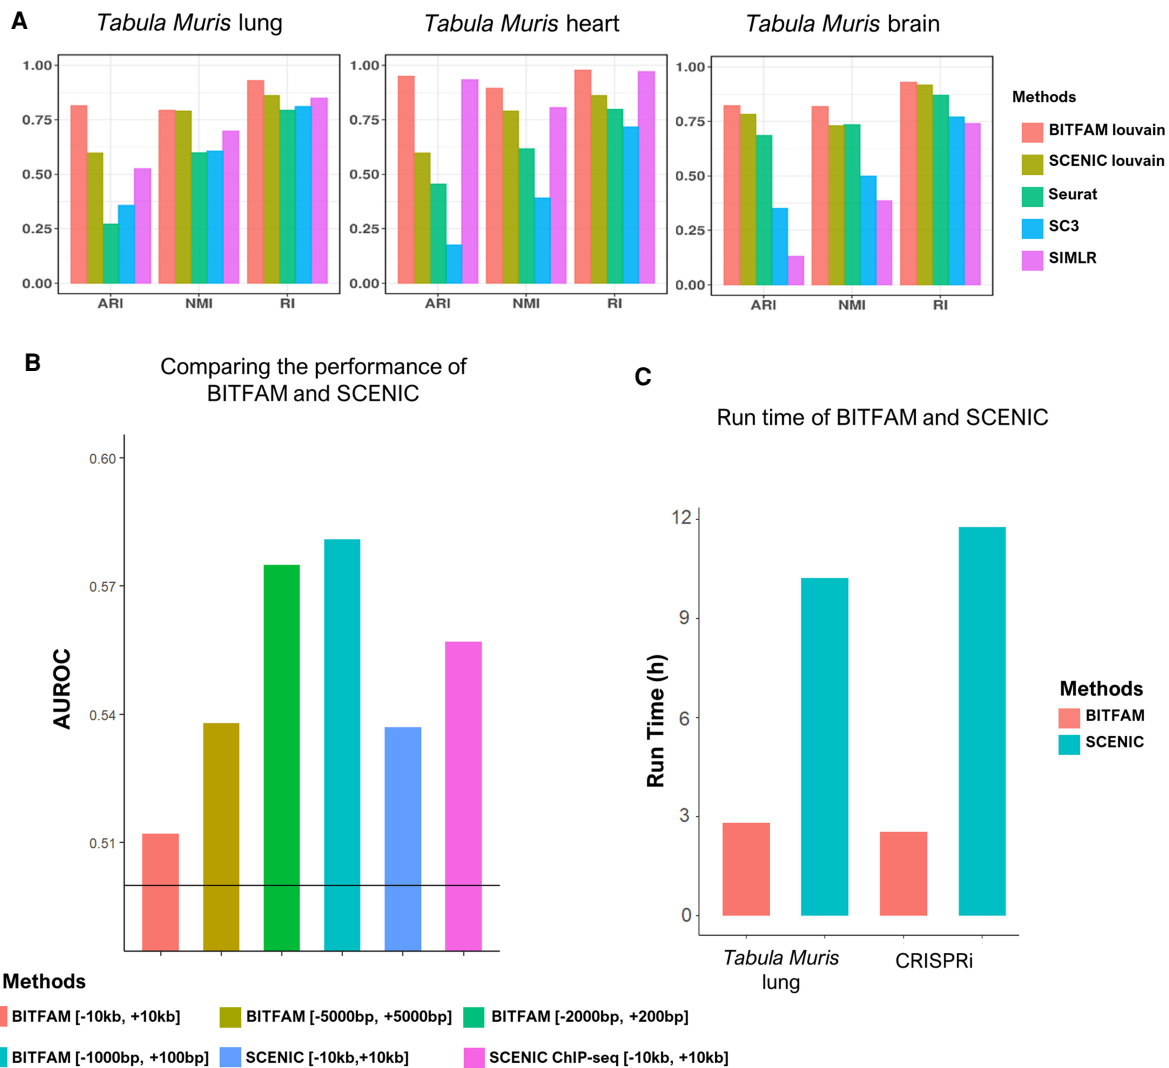 A
Tabula Muris lung
Tabula Muris heart
Tabula Muris brain
1.00
0.75
0.50
0.25
0.00
ARI NMI RI
1.00
0.75
0.50
0.25
0.00
ARI NMI RI
1.00
0.75
0.50
0.25
0.00
ARI NMI RI
Methods
BITFAM louvain
SCENIC louvain
Seurat
SC3
SIMLR
B
Comparing the performance of
BITFAM and SCENIC
AUROC
0.60
0.57
0.54
0.51
Methods
BITFAM [-10kb, +10kb]
BITFAM [-5000bp, +5000bp]
BITFAM [-2000bp, +200bp]
BITFAM [-1000bp, +100bp]
SCENIC [-10kb,+10kb]
SCENIC ChIP-seq [-10kb, +10kb]
C
Run time of BITFAM and SCENIC
Run Time (h)
12
9
6
3
0
Tabula Muris
lung
CRISPRi
Methods
BITFAM
SCENIC